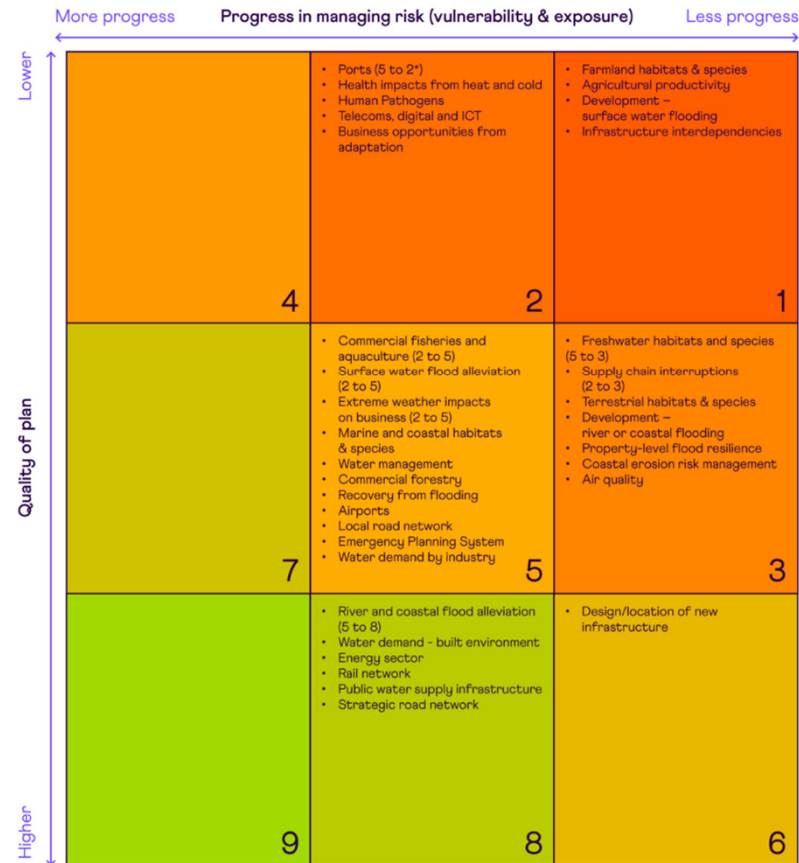 More progress
Progress in managing risk (vulnerability & exposure)
Less progress
Lower
Quality of plan
Higher
4
• Ports (5 to 2*)
• Health impacts from heat and cold
• Human Pathogens
• Telecoms, digital and ICT
• Business opportunities from
adaptation
2
• Farmland habitats & species
• Agricultural productivity
• Development –
surface water flooding
• Infrastructure interdependencies
1
7
• Commercial fisheries and
aquaculture (2 to 5)
• Surface water flood alleviation
(2 to 5)
• Extreme weather impacts
on business (2 to 5)
• Marine and coastal habitats
& species
• Water management
• Commercial forestry
• Recovery from flooding
• Airports
• Local road network
• Emergency Planning System
• Water demand by industry
5
• Freshwater habitats and species
(5 to 3)
• Supply chain interruptions
(2 to 3)
• Terrestrial habitats & species
• Development –
river or coastal flooding
• Property-level flood resilience
• Coastal erosion risk management
• Air quality
3
9
• River and coastal flood alleviation
(5 to 8)
• Water demand - built environment
• Energy sector
• Rail network
• Public water supply infrastructure
• Strategic road network
8
• Design/location of new
infrastructure
6